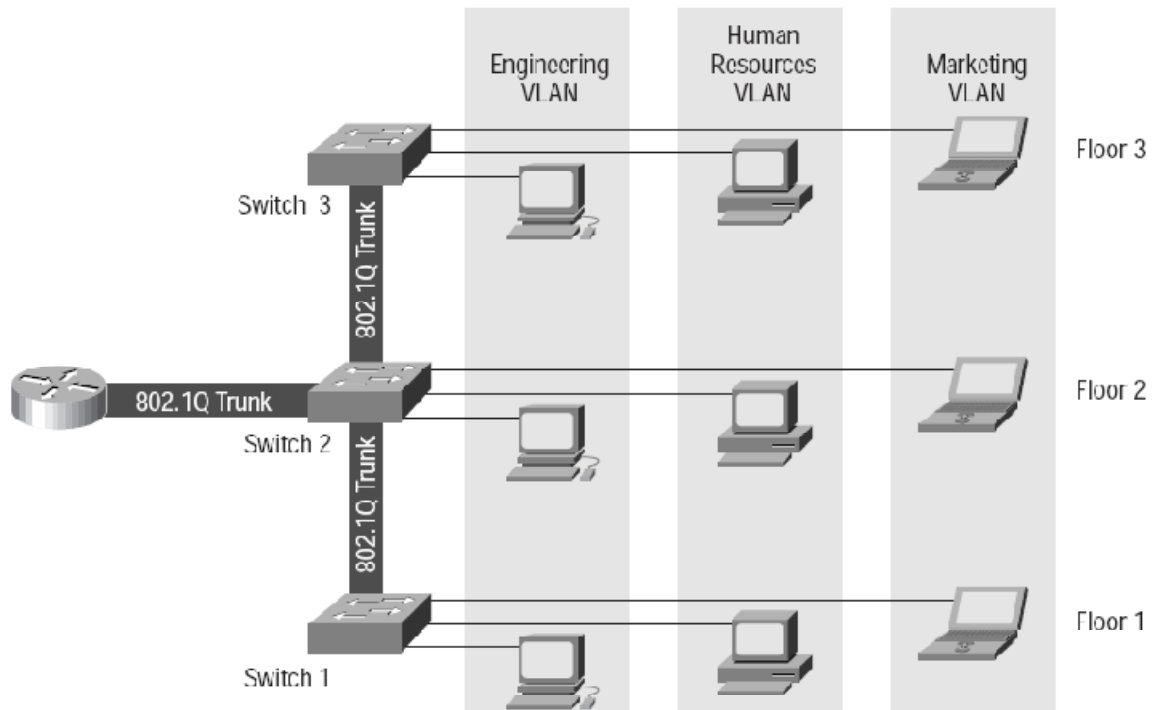 Engineering
VLAN
Human
Resources
VLAN
Marketing
VLAN
Floor 3
Switch 3
802.1Q Trunk
802.1Q Trunk
Floor 2
Switch 2
802.1Q Trunk
Floor 1
Switch 1